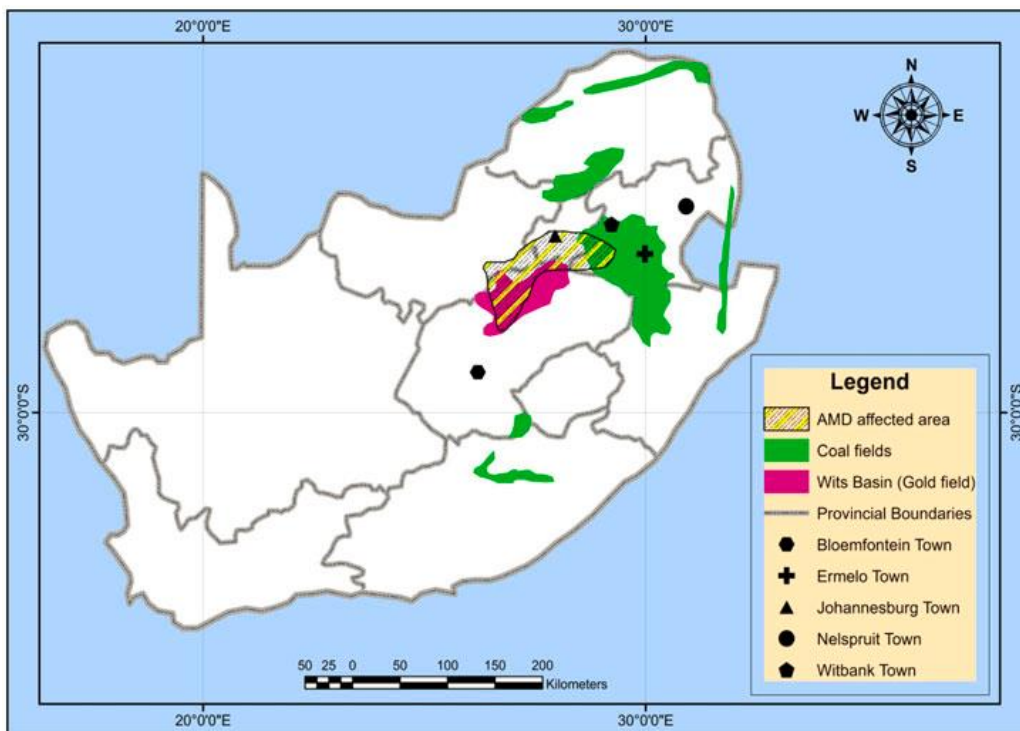 20°0'0"E 30°0'0"E
N
W E
S
30°0'0"S 30°0'0"S
Legend
AMD affected area
Coal fields
Wits Basin (Gold field)
Provincial Boundaries
Bloemfontein Town
Ermelo Town
Johannesburg Town
Nelspruit Town
Witbank Town
50 25 0 50 100 150 200
Kilometers
20°0'0"E 30°0'0"E